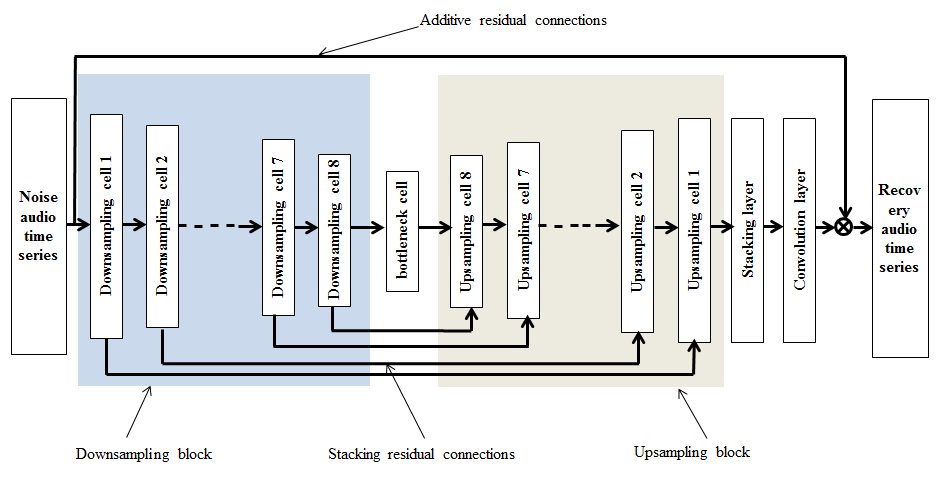 Additive residual connections
Noise
audio
time
series
Downsampling cell 1
Downsampling cell 2
Downsampling cell 7
Downsampling cell 8
bottleneck cell
Upsampling cell 8
Upsampling cell 7
Upsampling cell 2
Upsampling cell 1
Stacking layer
Convolution layer
Recov
ery
audio
time
series
Downsampling block
Stacking residual connections
Upsampling block